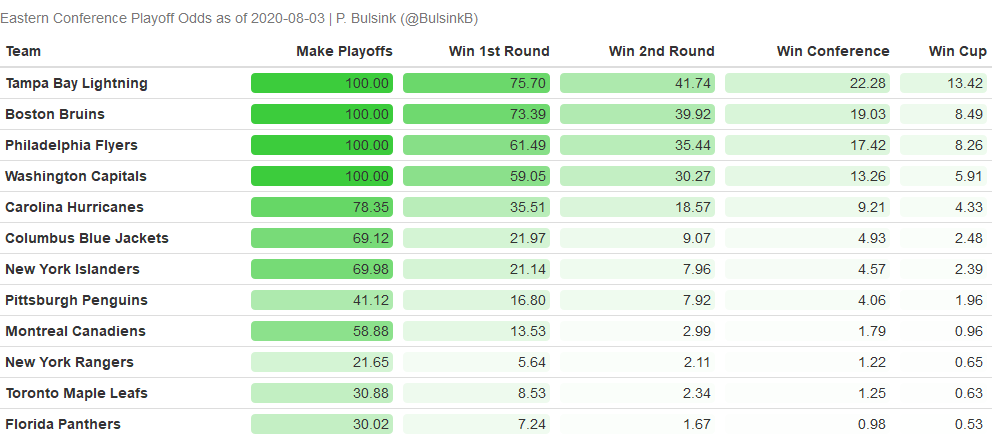 Eastern Conference Playoff Odds as of 2020-08-03 | P. Bulsink (@BulsinkB)
Team Make Playoffs Win 1st Round Win 2nd Round Win Conference Win Cup
Tampa Bay Lightning 100.00 75.70 41.74 22.28 13.42
Boston Bruins 100.00 73.39 39.92 19.03 8.49
Philadelphia Flyers 100.00 61.49 35.44 17.42 8.26
Washington Capitals 100.00 59.05 30.27 13.26 5.91
Carolina Hurricanes 78.35 35.51 18.57 9.21 4.33
Columbus Blue Jackets 69.12 21.97 9.07 4.93 2.48
New York Islanders 69.98 21.14 7.96 4.57 2.39
Pittsburgh Penguins 41.12 16.80 7.92 4.06 1.96
Montreal Canadiens 58.88 13.53 2.99 1.79 0.96
New York Rangers 21.65 5.64 2.11 1.22 0.65
Toronto Maple Leafs 30.88 8.53 2.34 1.25 0.63
Florida Panthers 30.02 7.24 1.67 0.98 0.53